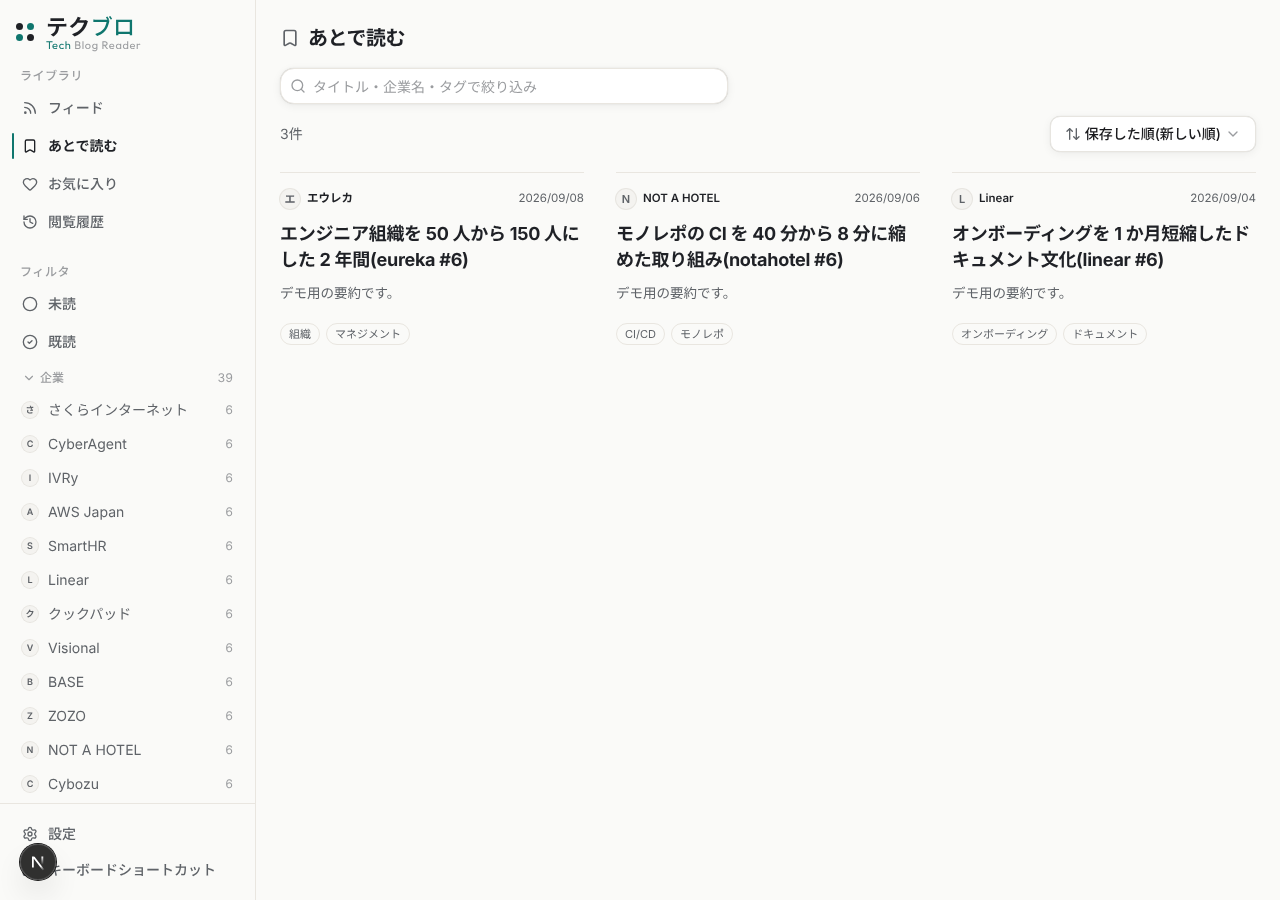 テクブロ
Tech Blog Reader
ライブラリ
フィード
あとで読む
お気に入り
閲覧履歴
フィルタ
未読
既読
企業 39
さ さくらインターネット 6
C CyberAgent 6
I IVRy 6
A AWS Japan 6
S SmartHR 6
L Linear 6
ク クックパッド 6
V Visional 6
B BASE 6
Z ZOZO 6
N NOT A HOTEL 6
C Cybozu 6
設定
N
キーボードショートカット
あとで読む
タイトル・企業名・タグで絞り込み
3件
保存した順(新しい順)
エ エウレカ 2026/09/08
エンジニア組織を 50 人から 150 人に
した 2 年間(eureka #6)
デモ用の要約です。
組織 マネジメント
N NOT A HOTEL 2026/09/06
モノレポの CI を 40 分から 8 分に縮
めた取り組み(notahotel #6)
デモ用の要約です。
CI/CD モノレポ
L Linear 2026/09/04
オンボーディングを 1 か月短縮したド
キュメント文化(linear #6)
デモ用の要約です。
オンボーディング ドキュメント